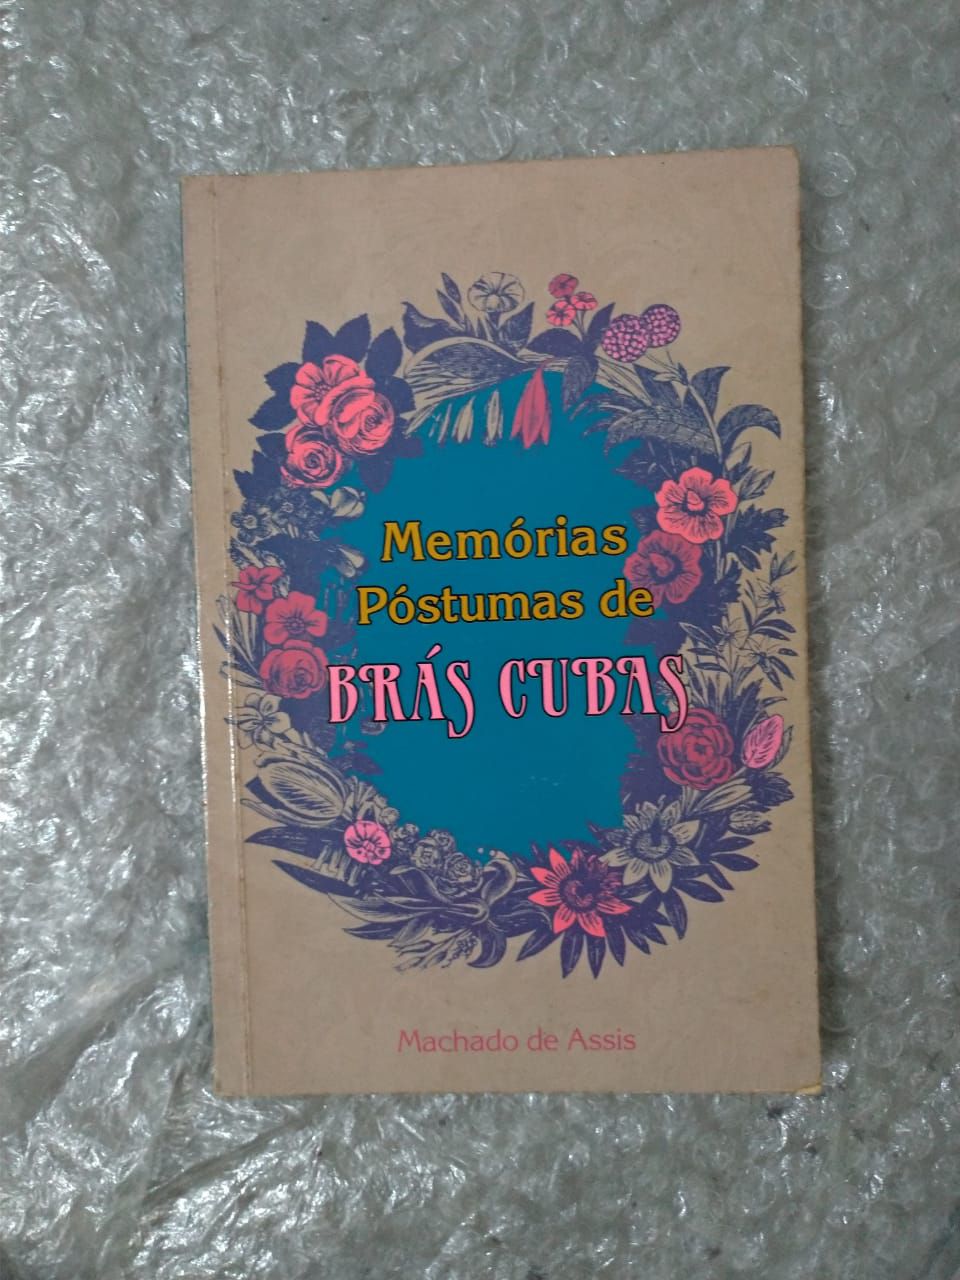 Memórias
Póstumas de
BRÁS CUBAS
Machado de Assis